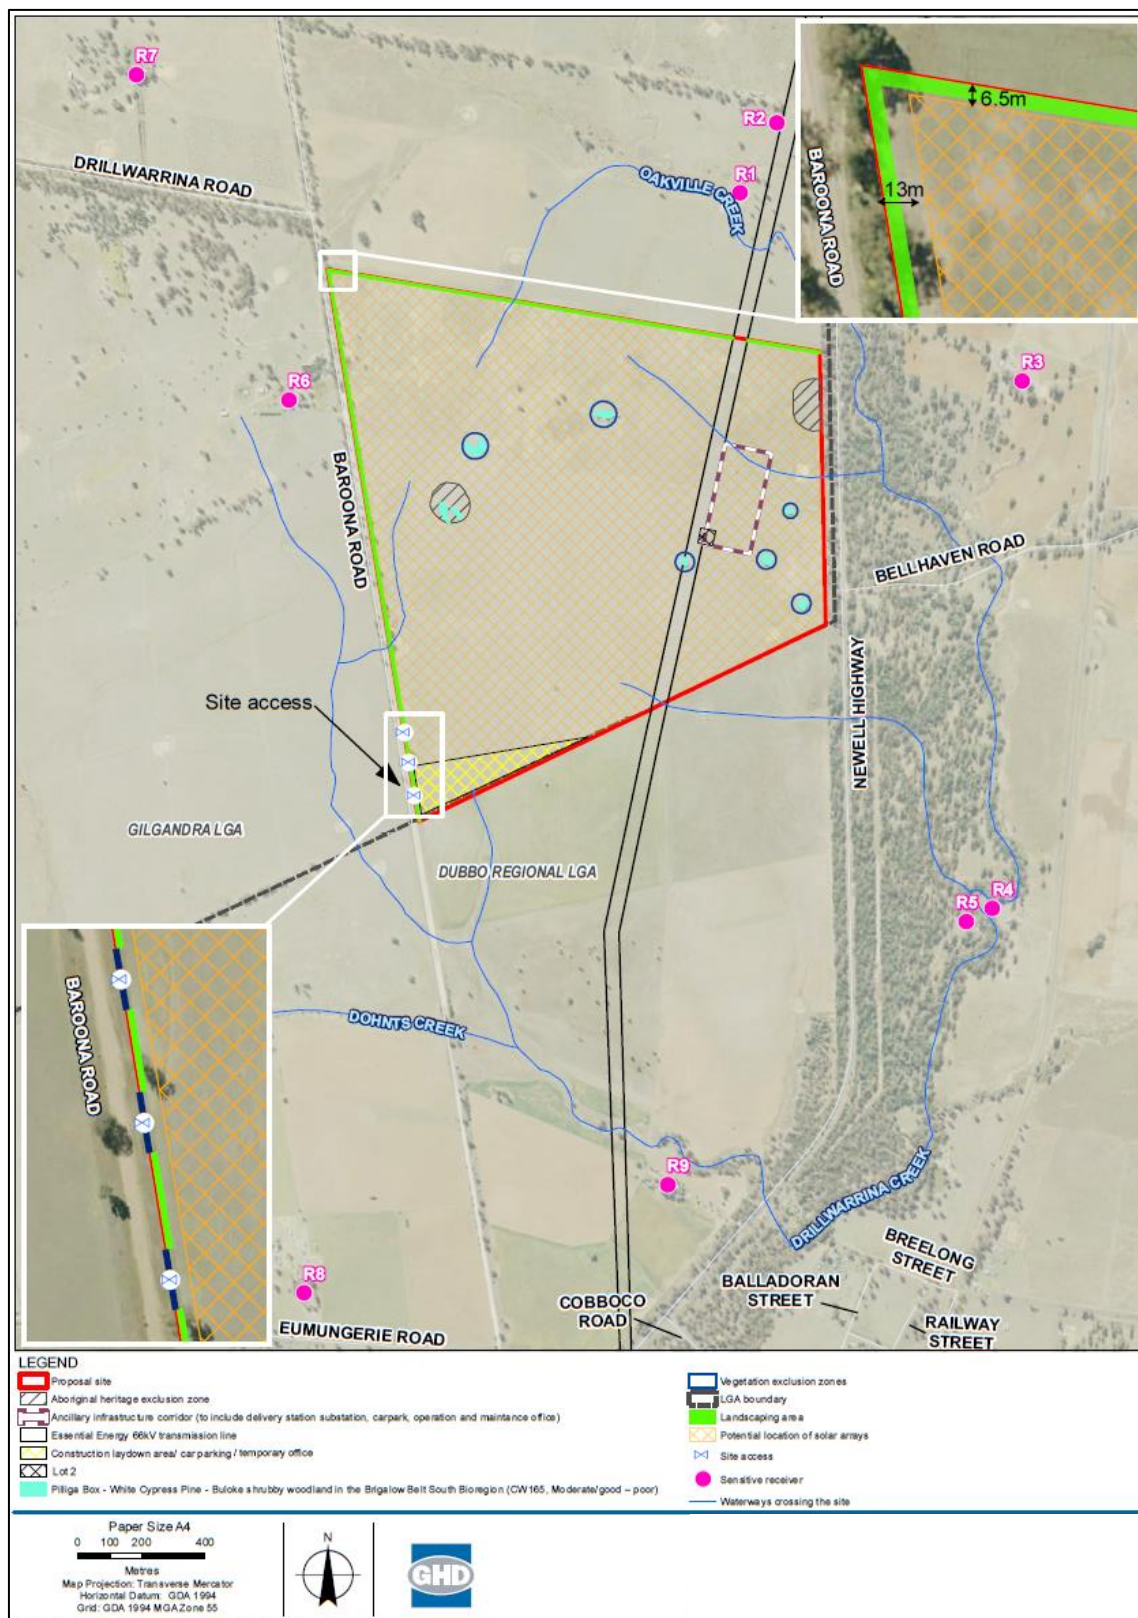 R7
R2
6.5m
DRILLWARRINA ROAD
R1
OAKVILLE CREEK
13m
BAROONA ROAD
R3
R6
BAROONA ROAD
BELLHAVEN ROAD
Site access
NEWELL HIGHWAY
GILGANDRA LGA
DUBBO REGIONAL LGA
R4
R5
BAROONA ROAD
DOHNTS CREEK
R9
DRILLWARRINA CREEK
BREELONG
STREET
BALLADORAN
STREET
R8
COBBOCO
ROAD
RAILWAY
STREET
EUMUNGERIE ROAD
LEGEND
Proposal site
Aboriginal heritage exclusion zone
Ancillary infrastructure corridor (to include delivery station substation, carpark, operation and maintance office)
Essential Energy 66kV transmission line
Construction laydown area/ car parking / temporary office
Lot 2
Pilliga Box - White Cypress Pine - Buloke shrubby woodland in the Brigalow Belt South Bioregion (CW165, Moderate/good – poor)
Vegetation exclusion zones
LGA boundary
Landscaping area
Potential location of solar arrays
Site access
Sensitive receiver
Waterways crossing the site
Paper Size A4
0 100 200 400
Metres
Map Projection: Transverse Mercator
Horizontal Datum: GDA 1994
Grid: GDA 1994 MGA Zone 55
N
GHD